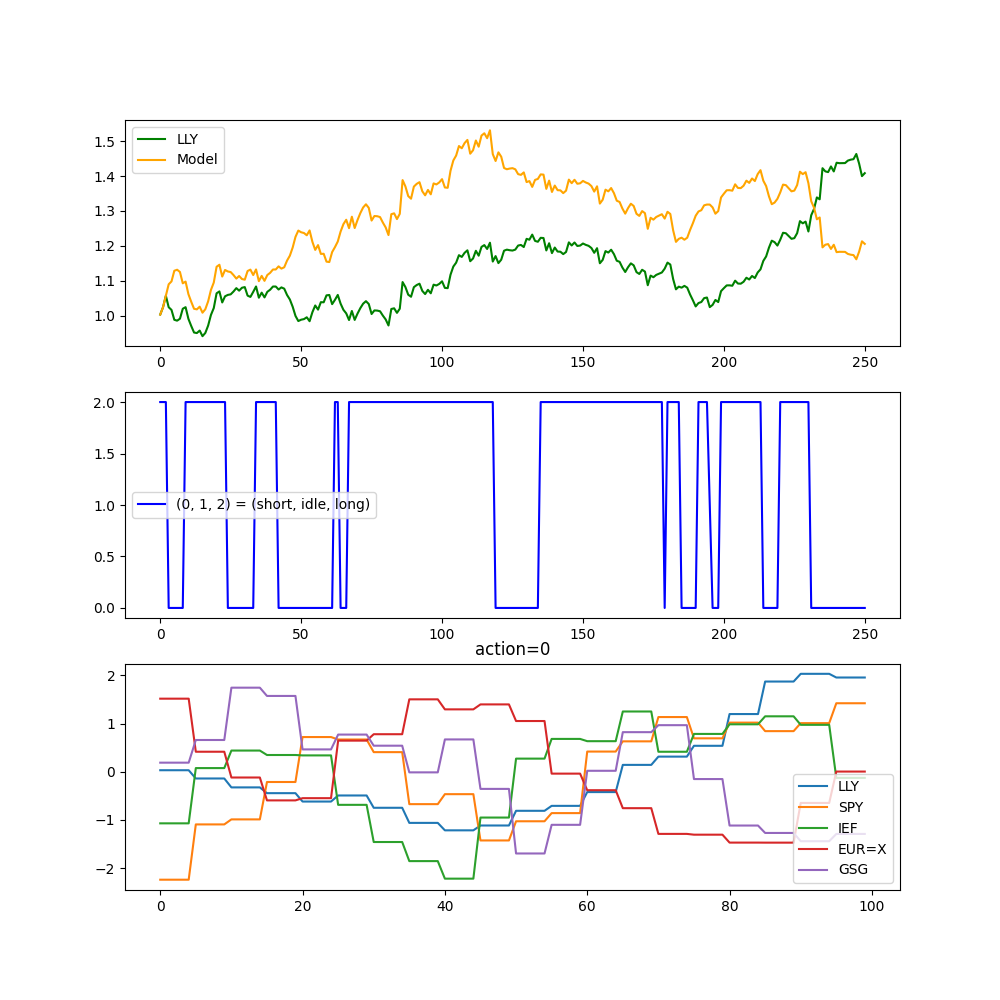 LLY
Model
1.5
1.4
1.3
1.2
1.1
1.0
0 50 100 150 200 250
2.0
1.5
1.0
0.5
0.0
(0, 1, 2) = (short, idle, long)
0 50 100 150 200 250
action=0
2
1
0
−1
−2
LLY
SPY
IEF
EUR=X
GSG
0 20 40 60 80 100